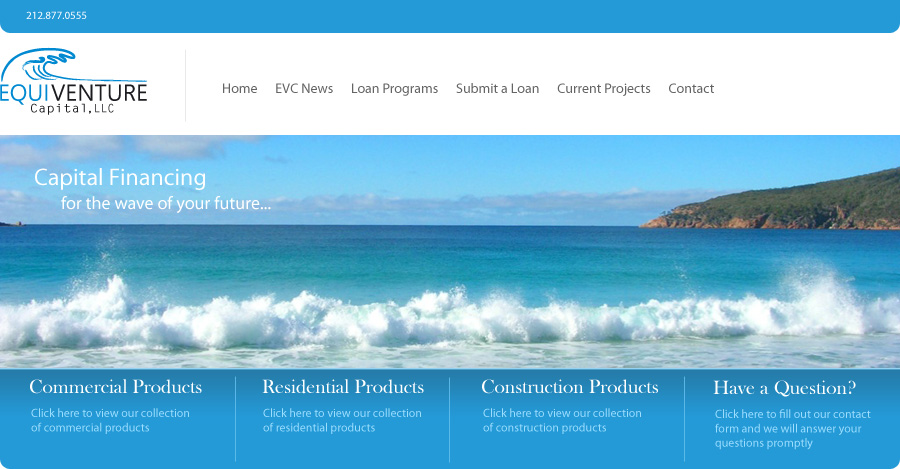 212.877.0555
EQUIVENTURE
Capital, LLC
Home EVC News Loan Programs Submit a Loan Current Projects Contact
Capital Financing
for the wave of your future...
Commercial Products
Click here to view our collection
of commercial products
Residential Products
Click here to view our collection
of residential products
Construction Products
Click here to view our collection
of construction products
Have a Question?
Click here to fill out our contact
form and we will answer your
questions promptly